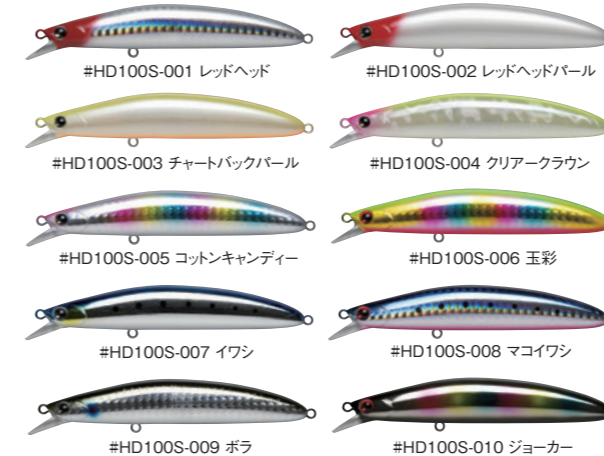 #HD100S-001 レッドヘッド
#HD100S-002 レッドヘッドパール
#HD100S-003 チャートバックパール
#HD100S-004 クリアークラウン
#HD100S-005 コットンキャンディー
#HD100S-006 玉彩
#HD100S-007 イワシ
#HD100S-008 マコイワシ
#HD100S-009 ボラ
#HD100S-010 ジョーカー